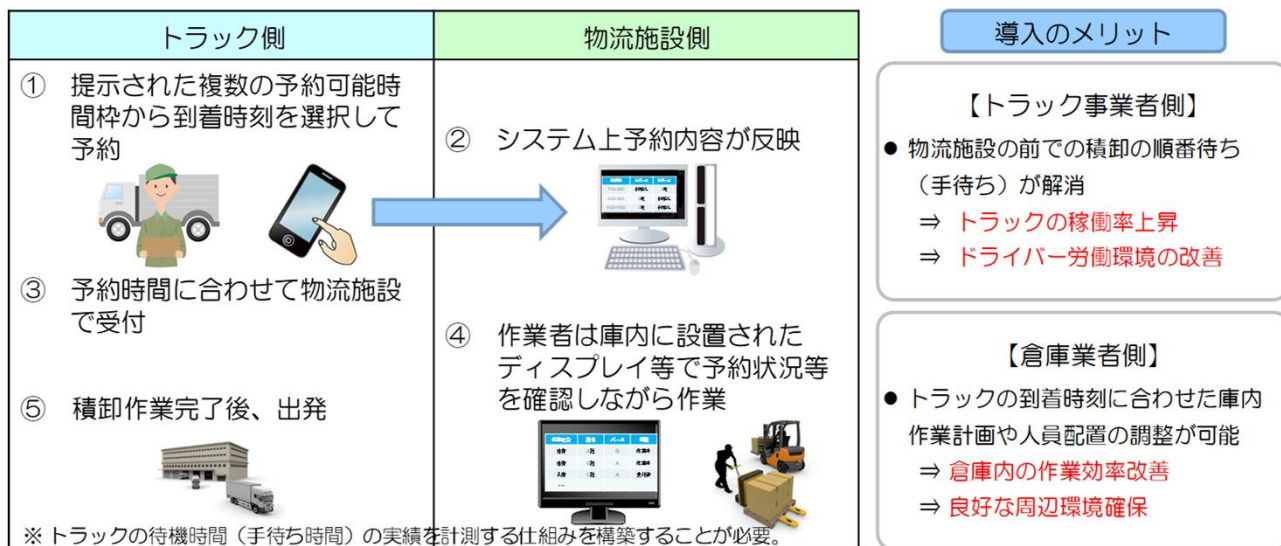 トラック側
① 提示された複数の予約可能時
間枠から到着時刻を選択して
予約
③ 予約時間に合わせて物流施設
で受付
⑤ 積卸作業完了後、出発
物流施設側
② システム上予約内容が反映
④ 作業者は庫内に設置された
ディスプレイ等で予約状況等
を確認しながら作業
※ トラックの待機時間（手待ち時間）の実績を計測する仕組みを構築することが必要。
導入のメリット
【トラック事業者側】
● 物流施設の前での積卸の順番待ち
（手待ち）が解消
⇒ トラックの稼働率上昇
⇒ ドライバー労働環境の改善
【倉庫業者側】
● トラックの到着時刻に合わせた庫内
作業計画や人員配置の調整が可能
⇒ 倉庫内の作業効率改善
⇒ 良好な周辺環境確保